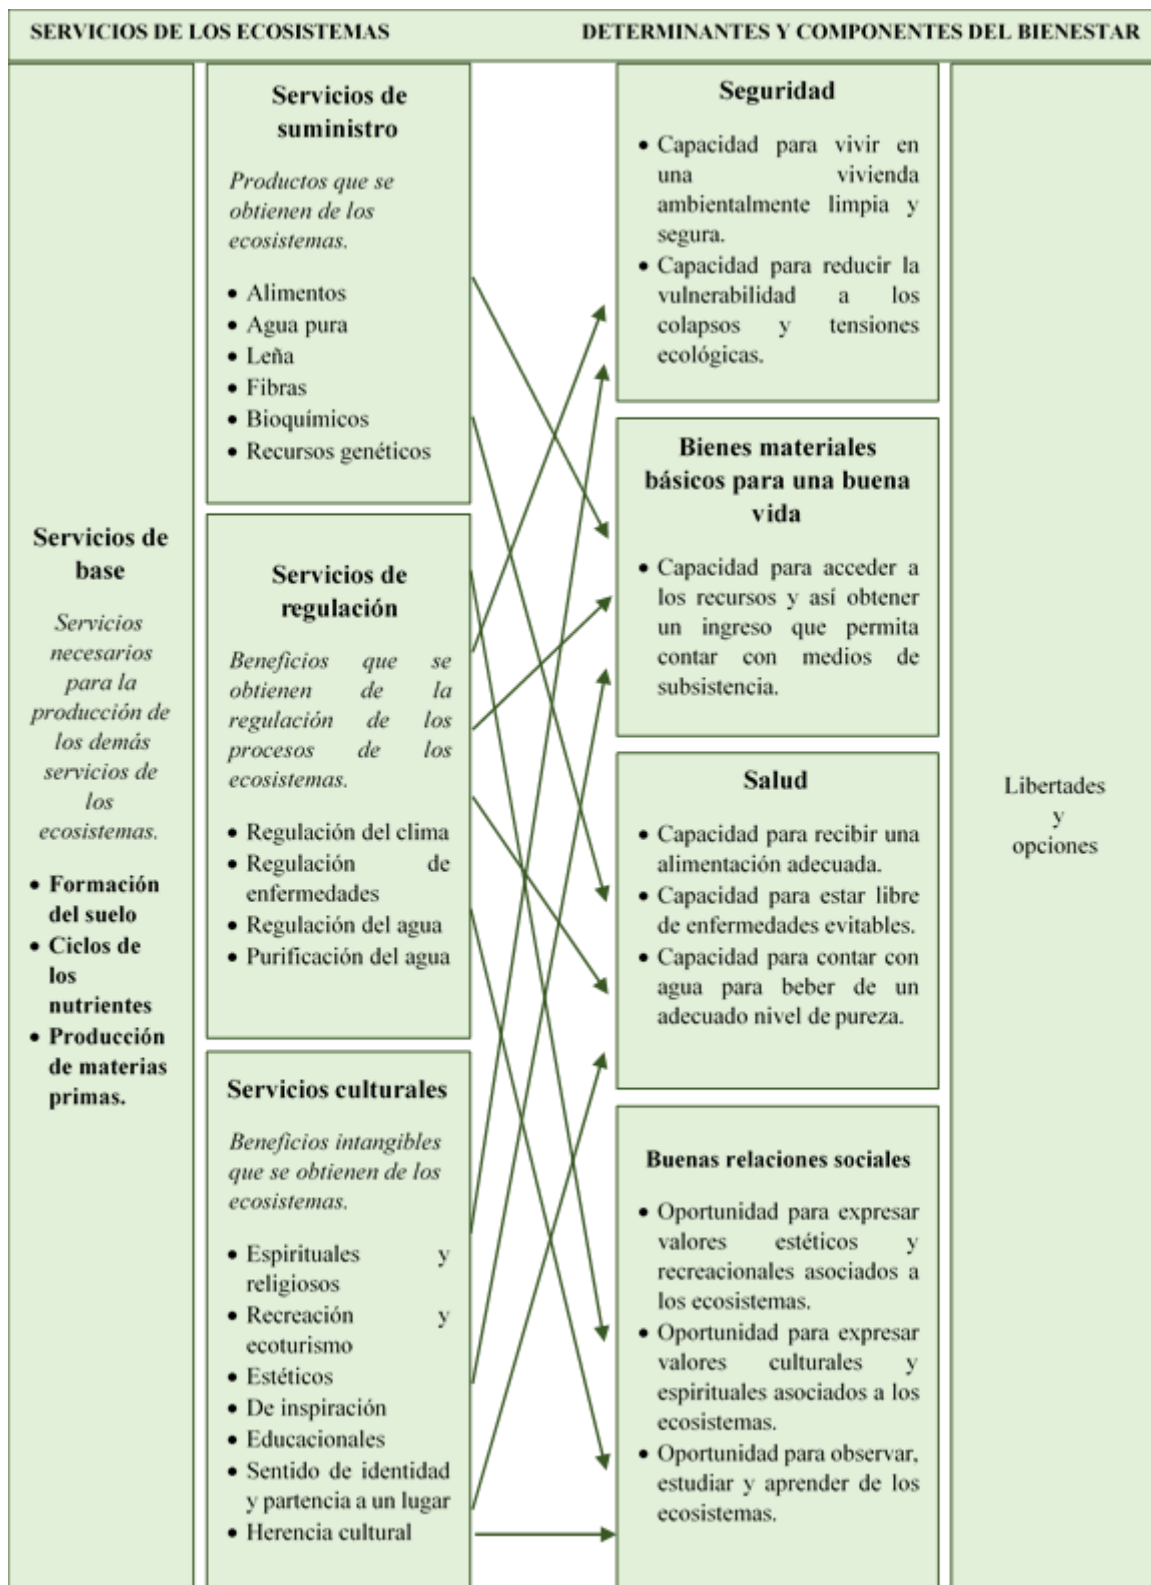 SERVICIOS DE LOS ECOSISTEMAS
DETERMINANTES Y COMPONENTES DEL BIENESTAR
Servicios de
base
Servicios
necesarios
para la
producción de
los demás
servicios de
los
ecosistemas.
• Formación
del suelo
• Ciclos de
los
nutrientes
• Producción
de materias
primas.
Servicios de
suministro
Productos que se
obtienen de los
ecosistemas.
• Alimentos
• Agua pura
• Leña
• Fibras
• Bioquímicos
• Recursos genéticos
Servicios de
regulación
Beneficios que se
obtienen de la
regulación de los
procesos de los
ecosistemas.
• Regulación del clima
• Regulación de
enfermedades
• Regulación del agua
• Purificación del agua
Servicios culturales
Beneficios intangibles
que se obtienen de los
ecosistemas.
• Espirituales y
religiosos
• Recreación y
ecoturismo
• Estéticos
• De inspiración
• Educacionales
• Sentido de identidad
y partencia a un lugar
• Herencia cultural
Seguridad
• Capacidad para vivir en
una vivienda
ambientalmente limpia y
segura.
• Capacidad para reducir la
vulnerabilidad a los
colapsos y tensiones
ecológicas.
Bienes materiales
básicos para una buena
vida
• Capacidad para acceder a
los recursos y así obtener
un ingreso que permita
contar con medios de
subsistencia.
Salud
• Capacidad para recibir una
alimentación adecuada.
• Capacidad para estar libre
de enfermedades evitables.
• Capacidad para contar con
agua para beber de un
adecuado nivel de pureza.
Buenas relaciones sociales
• Oportunidad para expresar
valores estéticos y
recreacionales asociados a
los ecosistemas.
• Oportunidad para expresar
valores culturales y
espirituales asociados a los
ecosistemas.
• Oportunidad para observar,
estudiar y aprender de los
ecosistemas.
Libertades
y
opciones